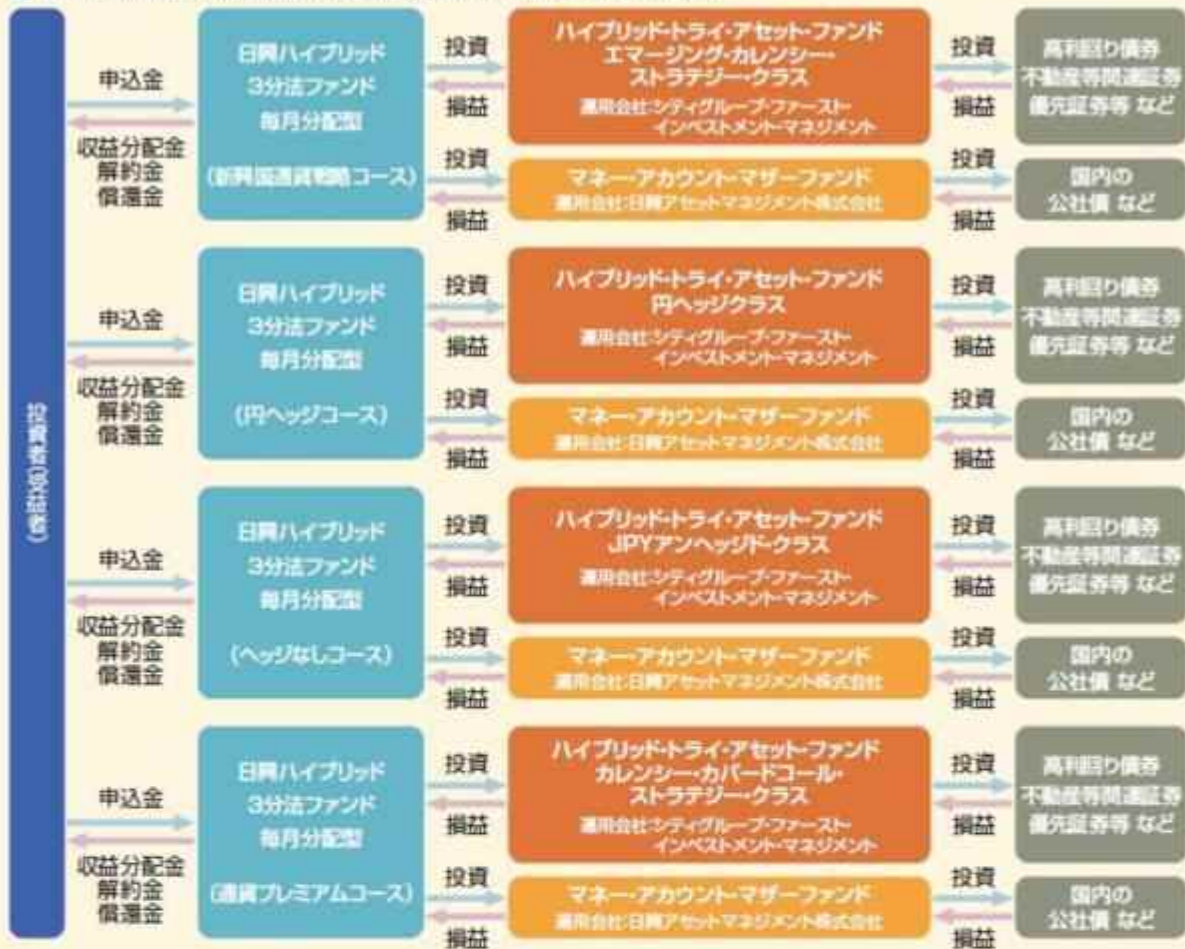 投資者(受益者)
申込金
収益分配金
解約金
償還金
日興ハイブリッド
3分法ファンド
毎月分配型
(新興国通貨戦略コース)
投資
損益
ハイブリッド・トライ・アセット・ファンド
エマージング・カレンシー・
ストラテジー・クラス
運用会社:シティグループ・ファースト・
インベストメント・マネジメント
投資
損益
高利回り債券
不動産等関連証券
優先証券等 など
投資
損益
マネー・アカウント・マザーファンド
運用会社:日興アセットマネジメント株式会社
投資
損益
国内の
公社債 など
申込金
収益分配金
解約金
償還金
日興ハイブリッド
3分法ファンド
毎月分配型
(円ヘッジコース)
投資
損益
ハイブリッド・トライ・アセット・ファンド
円ヘッジクラス
運用会社:シティグループ・ファースト・
インベストメント・マネジメント
投資
損益
高利回り債券
不動産等関連証券
優先証券等 など
投資
損益
マネー・アカウント・マザーファンド
運用会社:日興アセットマネジメント株式会社
投資
損益
国内の
公社債 など
申込金
収益分配金
解約金
償還金
日興ハイブリッド
3分法ファンド
毎月分配型
(ヘッジなしコース)
投資
損益
ハイブリッド・トライ・アセット・ファンド
JPYアンヘッジド・クラス
運用会社:シティグループ・ファースト・
インベストメント・マネジメント
投資
損益
高利回り債券
不動産等関連証券
優先証券等 など
投資
損益
マネー・アカウント・マザーファンド
運用会社:日興アセットマネジメント株式会社
投資
損益
国内の
公社債 など
申込金
収益分配金
解約金
償還金
日興ハイブリッド
3分法ファンド
毎月分配型
(通貨プレミアムコース)
投資
損益
ハイブリッド・トライ・アセット・ファンド
カレンシー・カバードコール・
ストラテジー・クラス
運用会社:シティグループ・ファースト・
インベストメント・マネジメント
投資
損益
高利回り債券
不動産等関連証券
優先証券等 など
投資
損益
マネー・アカウント・マザーファンド
運用会社:日興アセットマネジメント株式会社
投資
損益
国内の
公社債 など